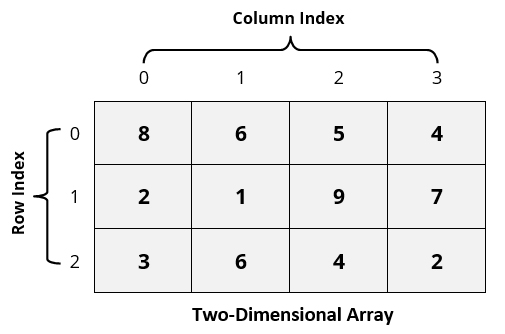 Column Index
0 1 2 3
0 8 6 5 4
Row Index
1 2 1 9 7
2 3 6 4 2
Two-Dimensional Array